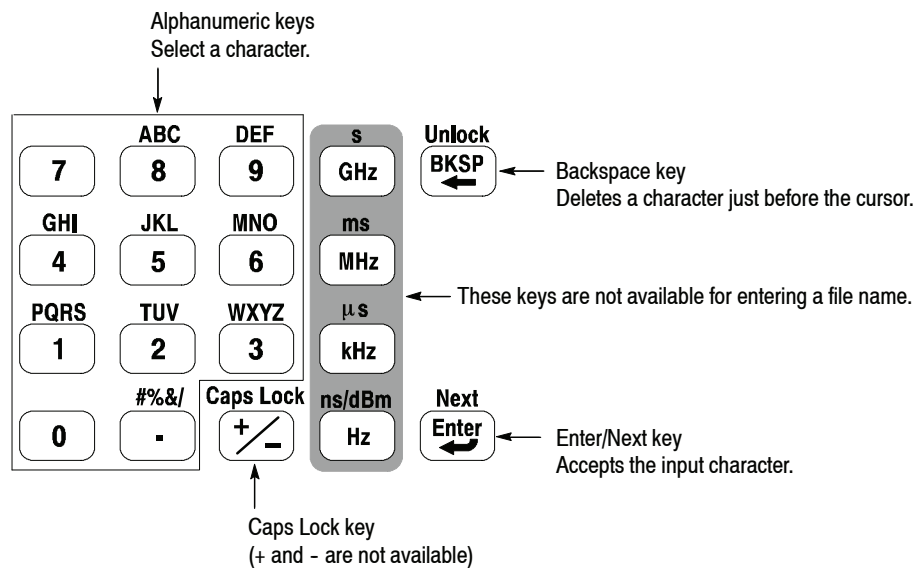 Alphanumeric keys
Select a character.
ABC DEF s Unlock
7 8 9 GHz BKSP
Backspace key
Deletes a character just before the cursor.
GHI JKL MNO ms
4 5 6 MHz
These keys are not available for entering a file name.
PQRS TUV WXYZ μs
1 2 3 kHz
#%&/ Caps Lock ns/dBm Next
0 . +/- Hz Enter
Enter/Next key
Accepts the input character.
Caps Lock key
(+ and - are not available)